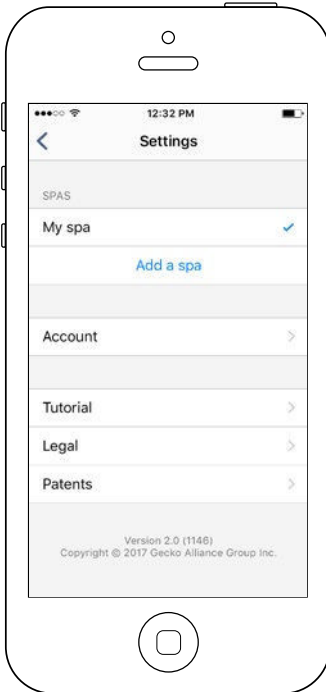 12:32 PM
Settings
SPAS
My spa
Add a spa
Account
Tutorial
Legal
Patents
Version 2.0 (1146)
Copyright © 2017 Gecko Alliance Group Inc.